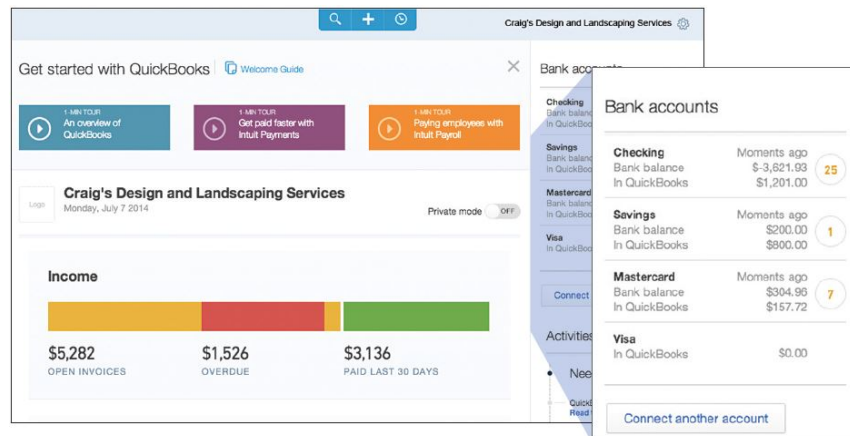 Craig's Design and Landscaping Services
Get started with QuickBooks
Welcome Guide
1-MIN TOUR
An overview of
QuickBooks
1-MIN TOUR
Get paid faster with
Intuit Payments
1-MIN TOUR
Paying employees with
Intuit Payroll
Logo
Craig's Design and Landscaping Services
Monday, July 7 2014
Private mode OFF
Income
$5,282
OPEN INVOICES
$1,526
OVERDUE
$3,136
PAID LAST 30 DAYS
Bank
Checking
Bank
In
Savings
Bank
In
Mastercard
Bank
In
Visa
In
Connect
Activities
Bank accounts
Checking Moments ago
Bank balance $-3,621.93 25
In QuickBooks $1,201.00
Savings Moments ago
Bank balance $200.00 1
In QuickBooks $800.00
Mastercard Moments ago
Bank balance $304.96 7
In QuickBooks $157.72
Visa
In QuickBooks $0.00
Connect another account